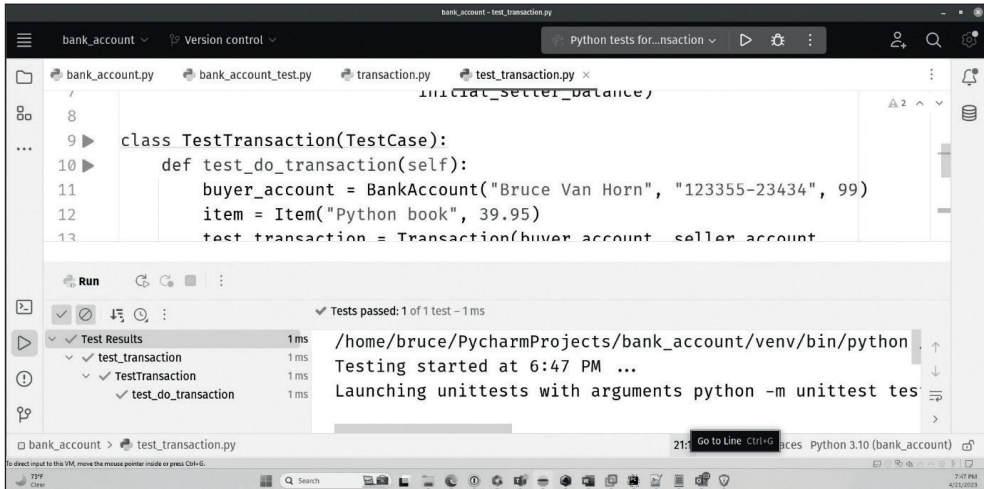 bank_account – test_transaction.py
bank_account
Version control
Python tests for...nsaction
bank_account.py
bank_account_test.py
transaction.py
test_transaction.py
7 initial_seller_balance)
2
8
9 class TestTransaction(TestCase):
10 def test_do_transaction(self):
11 buyer_account = BankAccount("Bruce Van Horn", "123355-23434", 99)
12 item = Item("Python book", 39.95)
13 test_transaction = Transaction(buyer_account, seller_account,
Run
Tests passed: 1 of 1 test – 1 ms
Test Results 1 ms
test_transaction 1 ms
TestTransaction 1 ms
test_do_transaction 1 ms
/home/bruce/PycharmProjects/bank_account/venv/bin/python
Testing started at 6:47 PM ...
Launching unittests with arguments python -m unittest tes
bank_account > test_transaction.py
Go to Line Ctrl+G
aces
Python 3.10 (bank_account)
To direct input to this VM, move the mouse pointer inside or press Ctrl+G.
73°F
Clear
Search
7:47 PM
4/21/2023